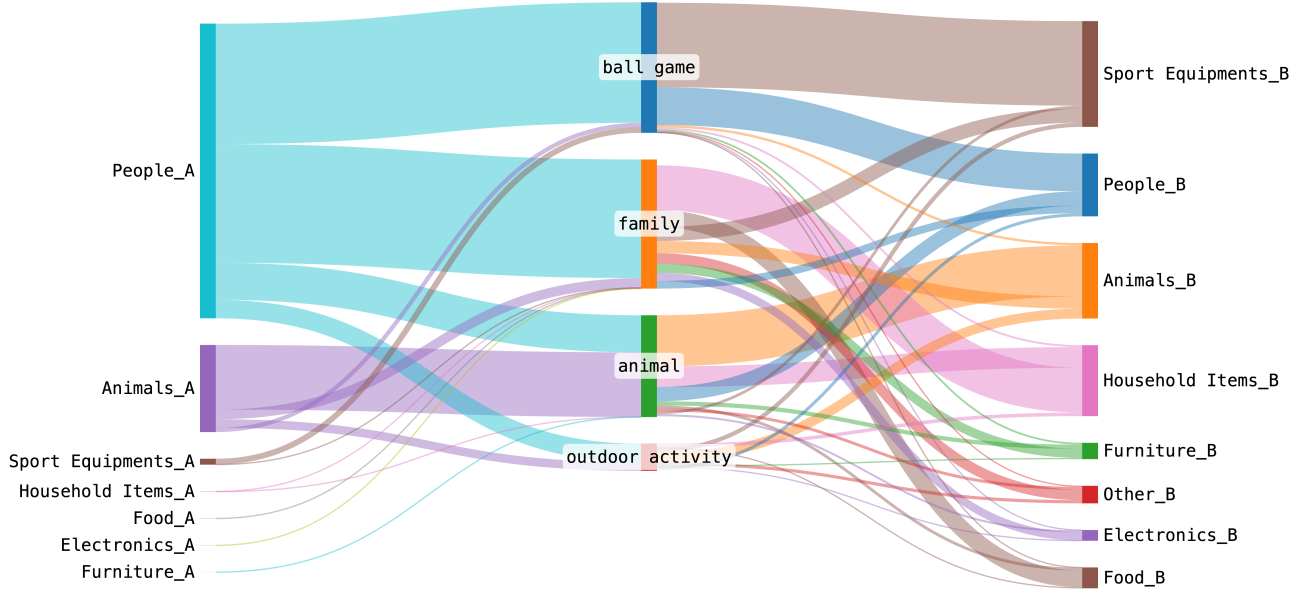 People_A
Animals_A
Sport Equipments_A
Household Items_A
Food_A
Electronics_A
Furniture_A
ball game
family
animal
outdoor activity
Sport Equipments_B
People_B
Animals_B
Household Items_B
Furniture_B
Other_B
Electronics_B
Food_B